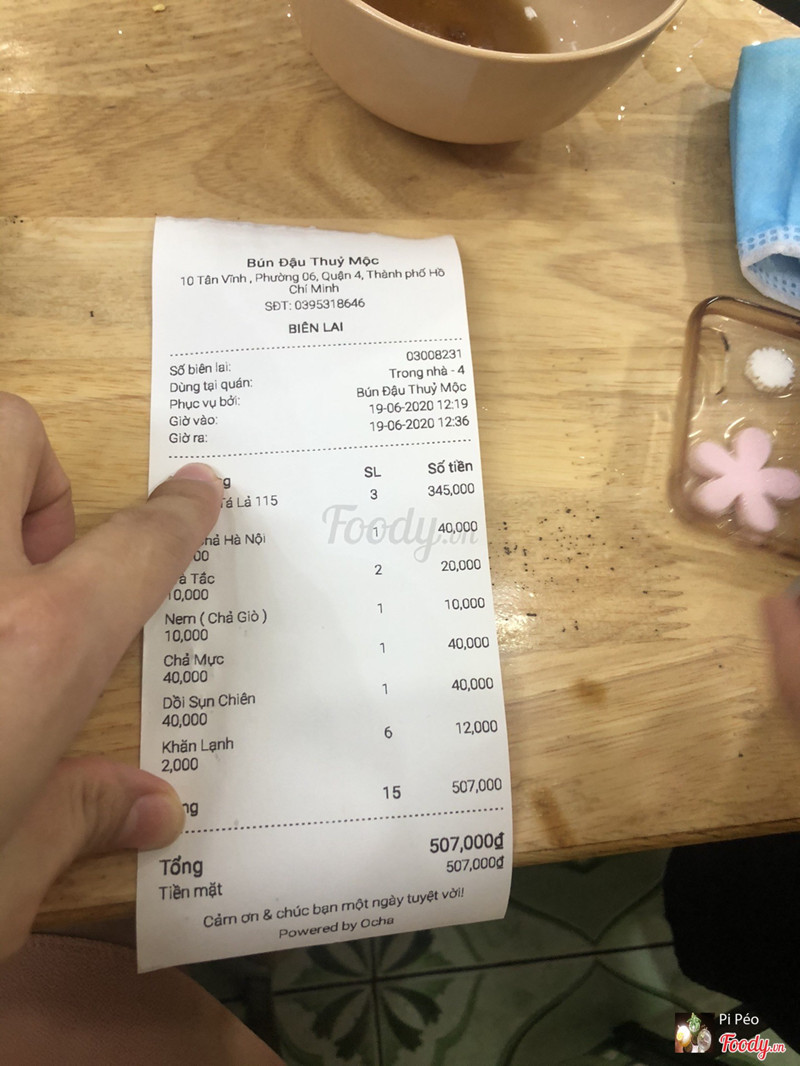 Bún Đậu Thuý Mộc
10 Tân Vĩnh , Phường 06, Quận 4, Thành phố Hồ
Chí Minh
SĐT: 0395318646
BIÊN LAI
Số biên lai: 03008231
Dùng tại quán: Trong nhà - 4
Phục vụ bởi: Bún Đậu Thuỷ Mộc
Giờ vào: 19-06-2020 12:19
Giờ ra: 19-06-2020 12:36
SL Số tiền
Tá Lả 115 3 345,000
Hà Nội 1 40,000
Tắc 2 20,000
10,000
Nem ( Chả Giò ) 1 10,000
10,000
Chả Mực 1 40,000
40,000
Dồi Sụn Chiên 1 40,000
40,000
Khăn Lạnh 6 12,000
2,000
15 507,000
Tổng 507,000₫
Tiền mặt 507,000₫
Cảm ơn & chúc bạn một ngày tuyệt vời!
Powered by Ocha
Foody.vn
Pi Péo
Foody.vn